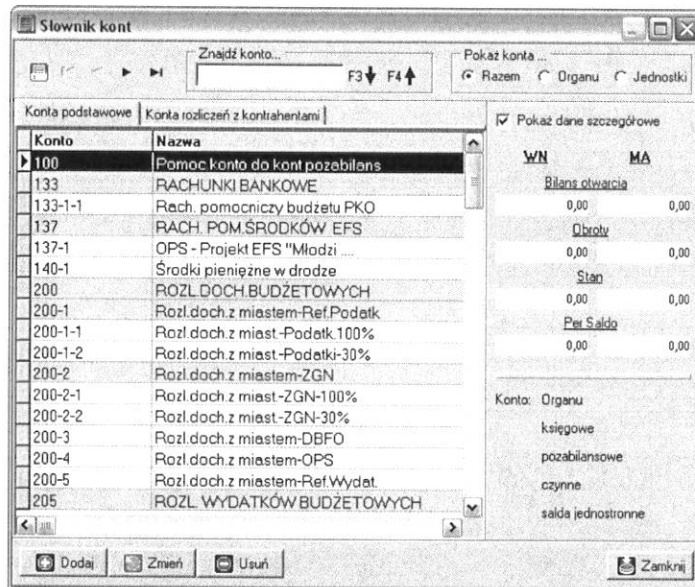 Słownik kont
Znajdź konto...
F3 F4
Pokaż konta ...
Razem Organu Jednostki
Konta podstawowe Konta rozliczeń z kontrahentami
Konto Nazwa
100 Pomoc konto do kont pozabilans
133 RACHUNKI BANKOWE
133-1-1 Rach. pomocniczy budżetu PKO
137 RACH. POM.ŚRODKÓW EFS
137-1 OPS - Projekt EFS "Młodzi ....
140-1 Środki pieniężne w drodze
200 ROZL.DOCH.BUDŻETOWYCH
200-1 Rozl.doch.z miastem-Ref.Podatk
200-1-1 Rozl.doch.z miast.-Podatk.100%
200-1-2 Rozl.doch.z miast.-Podatki-30%
200-2 Rozl.doch.z miastem-ZGN
200-2-1 Rozl.doch.z miast.-ZGN-100%
200-2-2 Rozl.doch.z miast.-ZGN-30%
200-3 Rozl.doch.z miastem-DBFO
200-4 Rozl.doch.z miastem-OPS
200-5 Rozl.doch.z miastem-Ref.Wydat.
205 ROZL. WYDATKÓW BUDŻETOWYCH
Pokaż dane szczegółowe
WN MA
Bilans otwarcia
0,00 0,00
Obroty
0,00 0,00
Stan
0,00 0,00
Per Saldo
0,00 0,00
Konto: Organu
księgowe
pozabilansowe
czynne
salda jednostronne
Dodaj Zmień Usuń Zamknij